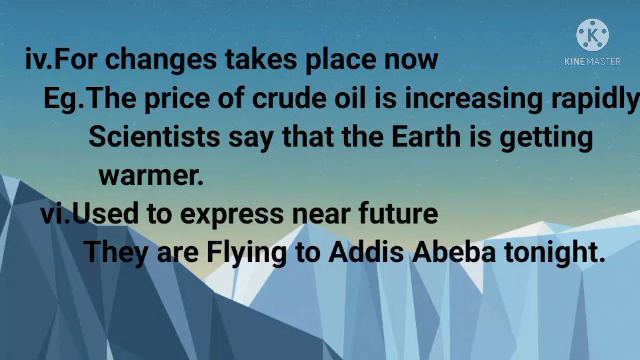 iv.For changes takes place now
Eg.The price of crude oil is increasing rapidly
Scientists say that the Earth is getting
warmer.
vi.Used to express near future
They are Flying to Addis Abeba tonight.
K
KINEMASTER